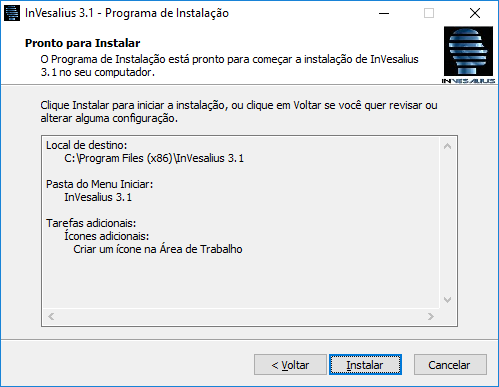 InVesalius 3.1 - Programa de Instalação
Pronto para Instalar
O Programa de Instalação está pronto para começar a instalação de InVesalius
3.1 no seu computador.
INVESALIUS
Clique Instalar para iniciar a instalação, ou clique em Voltar se você quer revisar ou
alterar alguma configuração.
Local de destino:
C:\Program Files (x86)\InVesalius 3.1
Pasta do Menu Iniciar:
InVesalius 3.1
Tarefas adicionais:
Ícones adicionais:
Criar um ícone na Área de Trabalho
< Voltar
Instalar
Cancelar